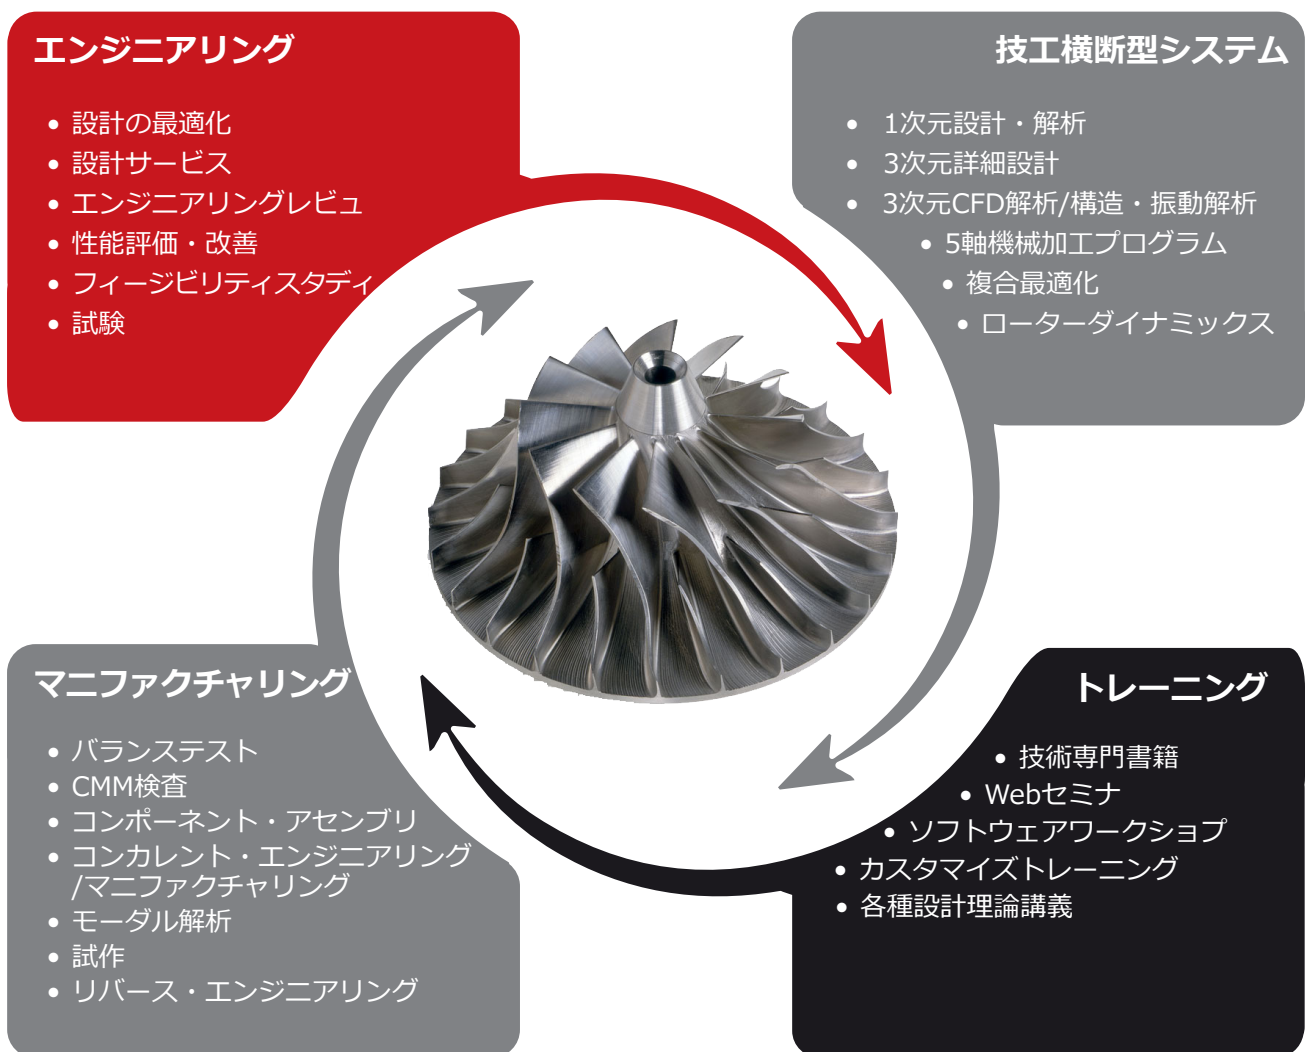 エンジニアリング
• 設計の最適化
• 設計サービス
• エンジニアリングレビュ
• 性能評価・改善
• フィージビリティスタディ
• 試験
技工横断型システム
• 1次元設計・解析
• 3次元詳細設計
• 3次元CFD解析/構造・振動解析
• 5軸機械加工プログラム
• 複合最適化
• ローターダイナミックス
マニファクチャリング
• バランステスト
• CMM検査
• コンポーネント・アセンブリ
• コンカレント・エンジニアリング
/マニファクチャリング
• モーダル解析
• 試作
• リバース・エンジニアリング
トレーニング
• 技術専門書籍
• Webセミナ
• ソフトウェアワークショプ
• カスタマイズトレーニング
• 各種設計理論講義